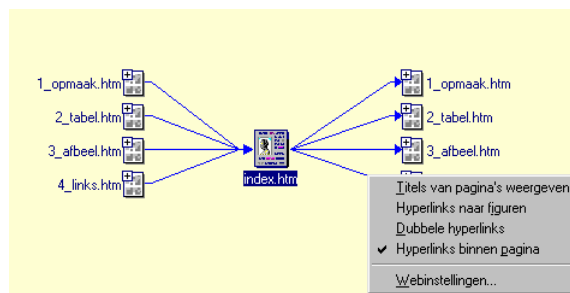 1_opmaak.htm
2_tabel.htm
3_afbeel.htm
4_links.htm
index.htm
1_opmaak.htm
2_tabel.htm
3_afbeel.htm
Titels van pagina's weergeven
Hyperlinks naar figuren
Dubbele hyperlinks
Hyperlinks binnen pagina
Webinstellingen...